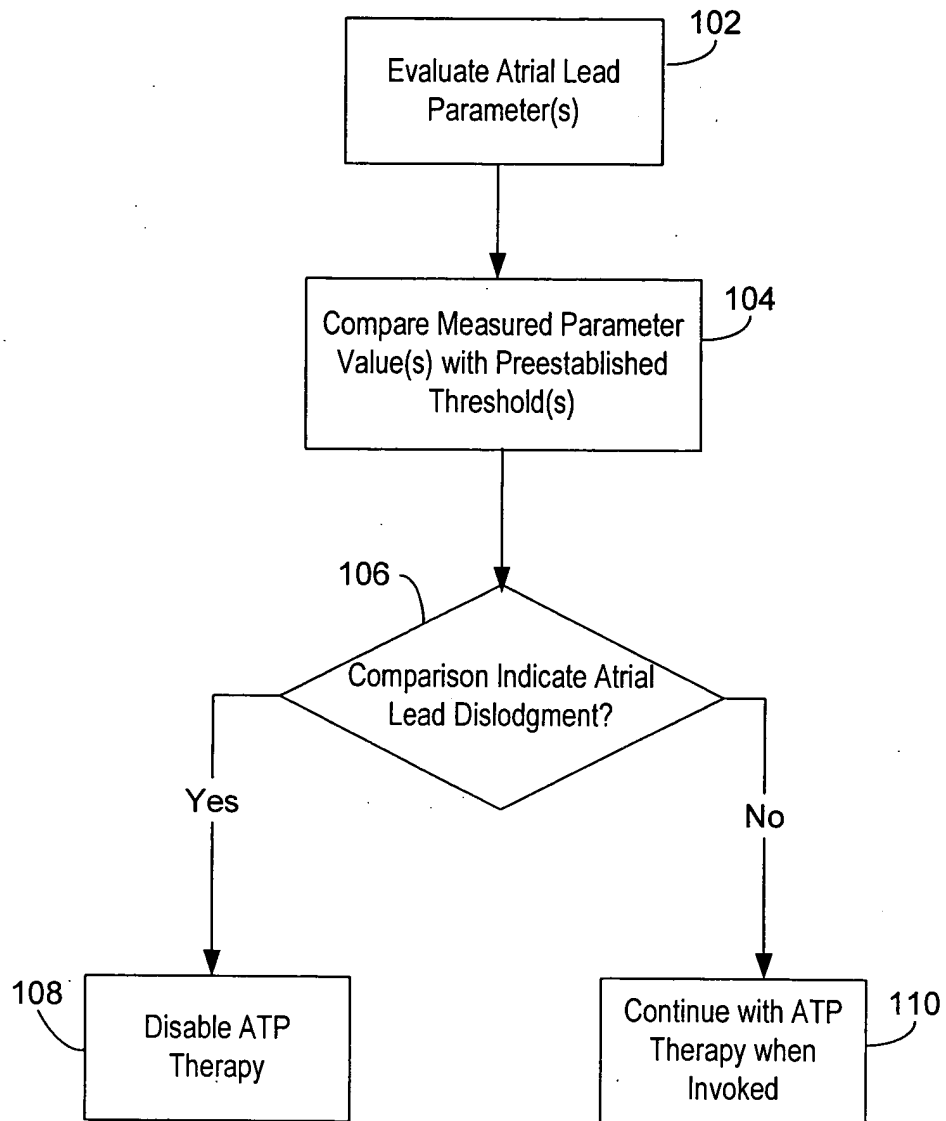 102
Evaluate Atrial Lead
Parameter(s)
104
Compare Measured Parameter
Value(s) with Preestablished
Threshold(s)
106
Comparison Indicate Atrial
Lead Dislodgment?
Yes
No
108
Disable ATP
Therapy
110
Continue with ATP
Therapy when
Invoked